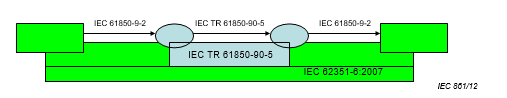 IEC 61850-9-2 IEC TR 61850-90-5 IEC 61850-9-2
IEC TR 61850-90-5
IEC 62351-6:2007
IEC 861/12